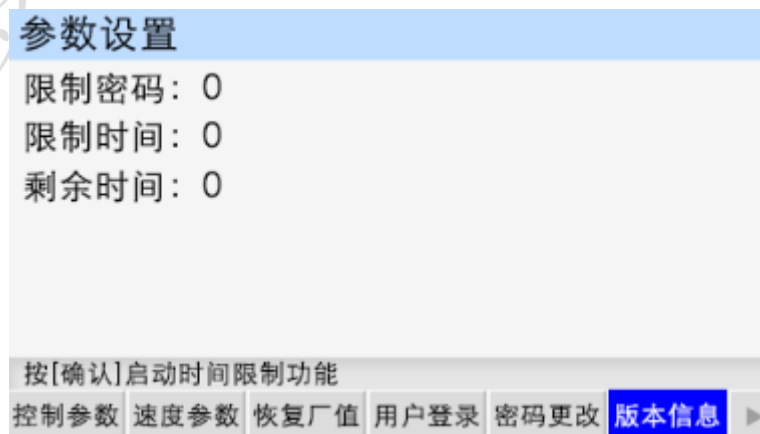 参数设置
限制密码：0
限制时间：0
剩余时间：0
按[确认]启动时间限制功能
控制参数 速度参数 恢复厂值 用户登录 密码更改 版本信息